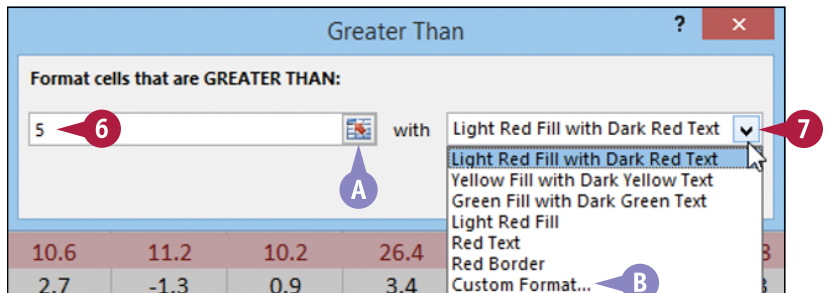 Greater Than ? ×
Format cells that are GREATER THAN:
5 6 with Light Red Fill with Dark Red Text 7
Light Red Fill with Dark Red Text
A
Yellow Fill with Dark Yellow Text
Green Fill with Dark Green Text
Light Red Fill
Red Text
Red Border
Custom Format... B
10.6 11.2 10.2 26.4
2.7 -1.3 0.9 3.4